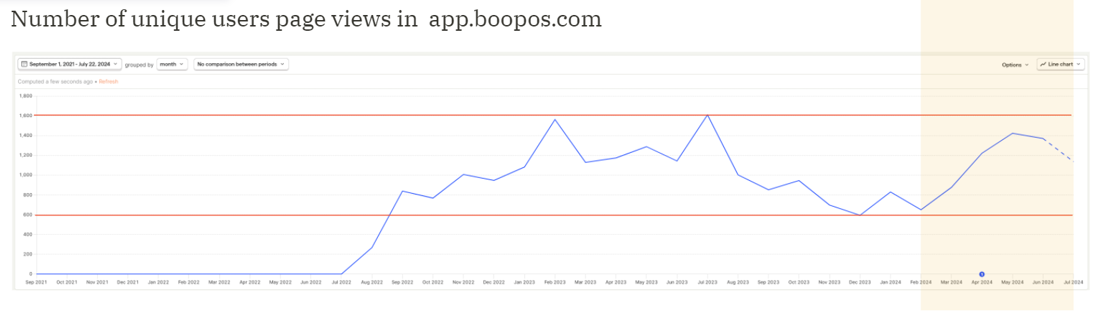 Number of unique users page views in app.boopos.com
September 1, 2021 - July 22, 2024 grouped by month No comparison between periods Options Line chart
Computed a few seconds ago • Refresh
1,800
1,600
1,400
1,200
1,000
800
600
400
200
0
Sep 2021 Oct 2021 Nov 2021 Dec 2021 Jan 2022 Feb 2022 Mar 2022 Apr 2022 May 2022 Jun 2022 Jul 2022 Aug 2022 Sep 2022 Oct 2022 Nov 2022 Dec 2022 Jan 2023 Feb 2023 Mar 2023 Apr 2023 May 2023 Jun 2023 Jul 2023 Aug 2023 Sep 2023 Oct 2023 Nov 2023 Dec 2023 Jan 2024 Feb 2024 Mar 2024 Apr 2024 May 2024 Jun 2024 Jul 2024